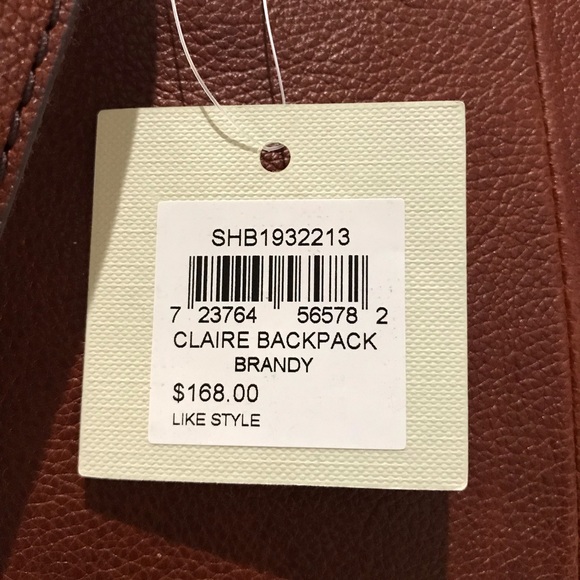 SHB1932213
7 23764 56578 2
CLAIRE BACKPACK
BRANDY
$168.00
LIKE STYLE